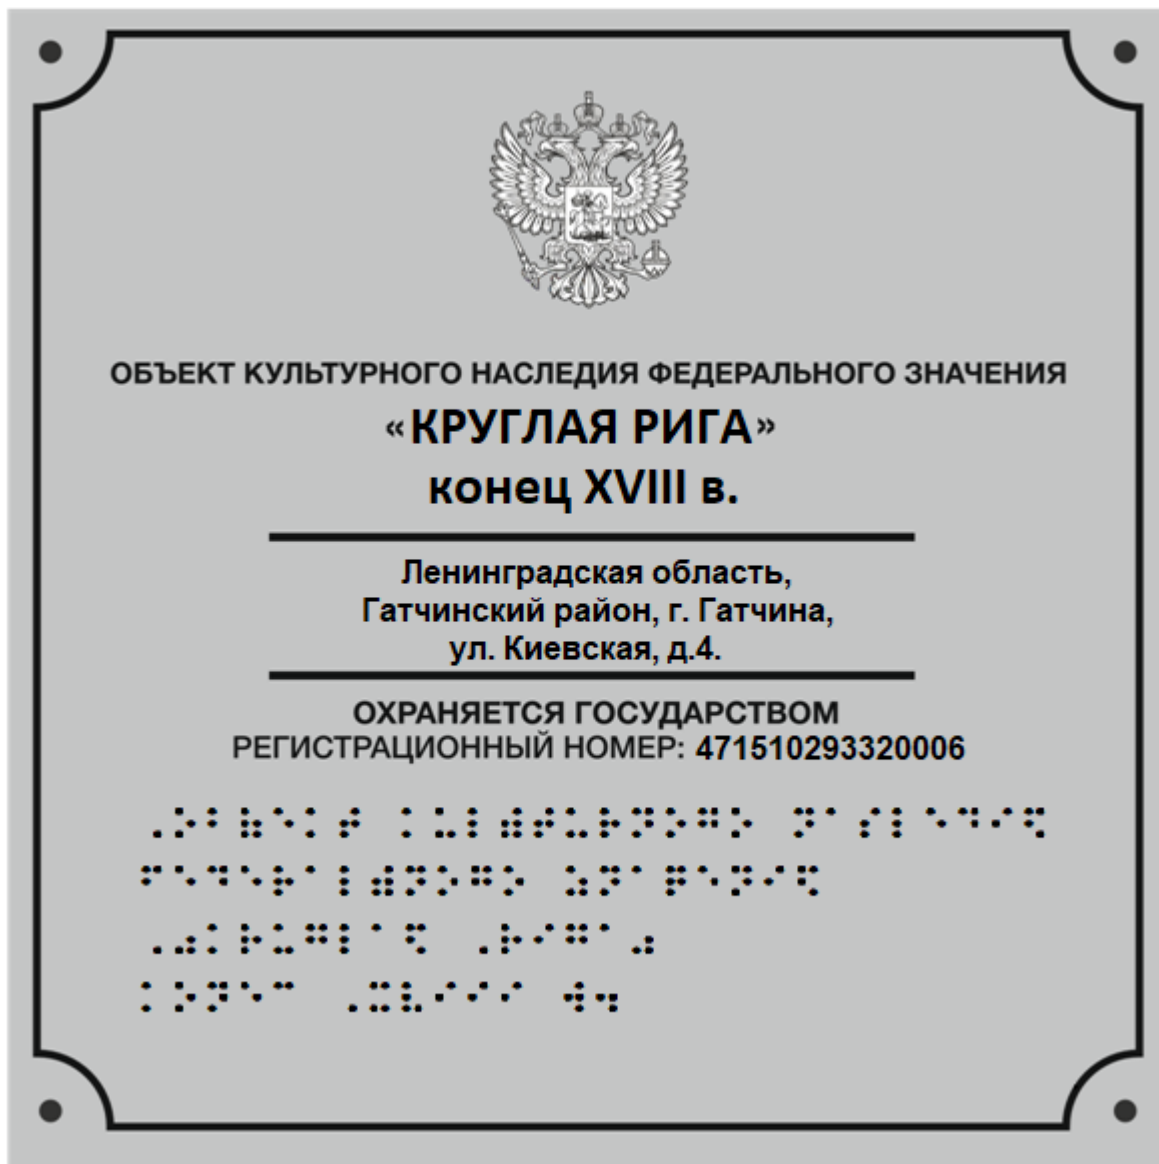 ОБЪЕКТ КУЛЬТУРНОГО НАСЛЕДИЯ ФЕДЕРАЛЬНОГО ЗНАЧЕНИЯ
«КРУГЛАЯ РИГА»
конец XVIII в.
Ленинградская область,
Гатчинский район, г. Гатчина,
ул. Киевская, д.4.
ОХРАНЯЕТСЯ ГОСУДАРСТВОМ
РЕГИСТРАЦИОННЫЙ НОМЕР: 471510293320006
⠠⠕⠃⠷⠑⠅⠞ ⠅⠥⠇⠾⠞⠥⠗⠝⠕⠛⠕ ⠝⠁⠎⠇⠑⠙⠊⠫
⠋⠑⠙⠑⠗⠁⠇⠾⠝⠕⠛⠕ ⠵⠝⠁⠟⠑⠝⠊⠫
⠠⠴⠅⠗⠥⠛⠇⠁⠫ ⠠⠗⠊⠛⠁⠴
⠅⠕⠝⠑⠉ ⠠⠭⠧⠊⠊⠊ ⠺⠲